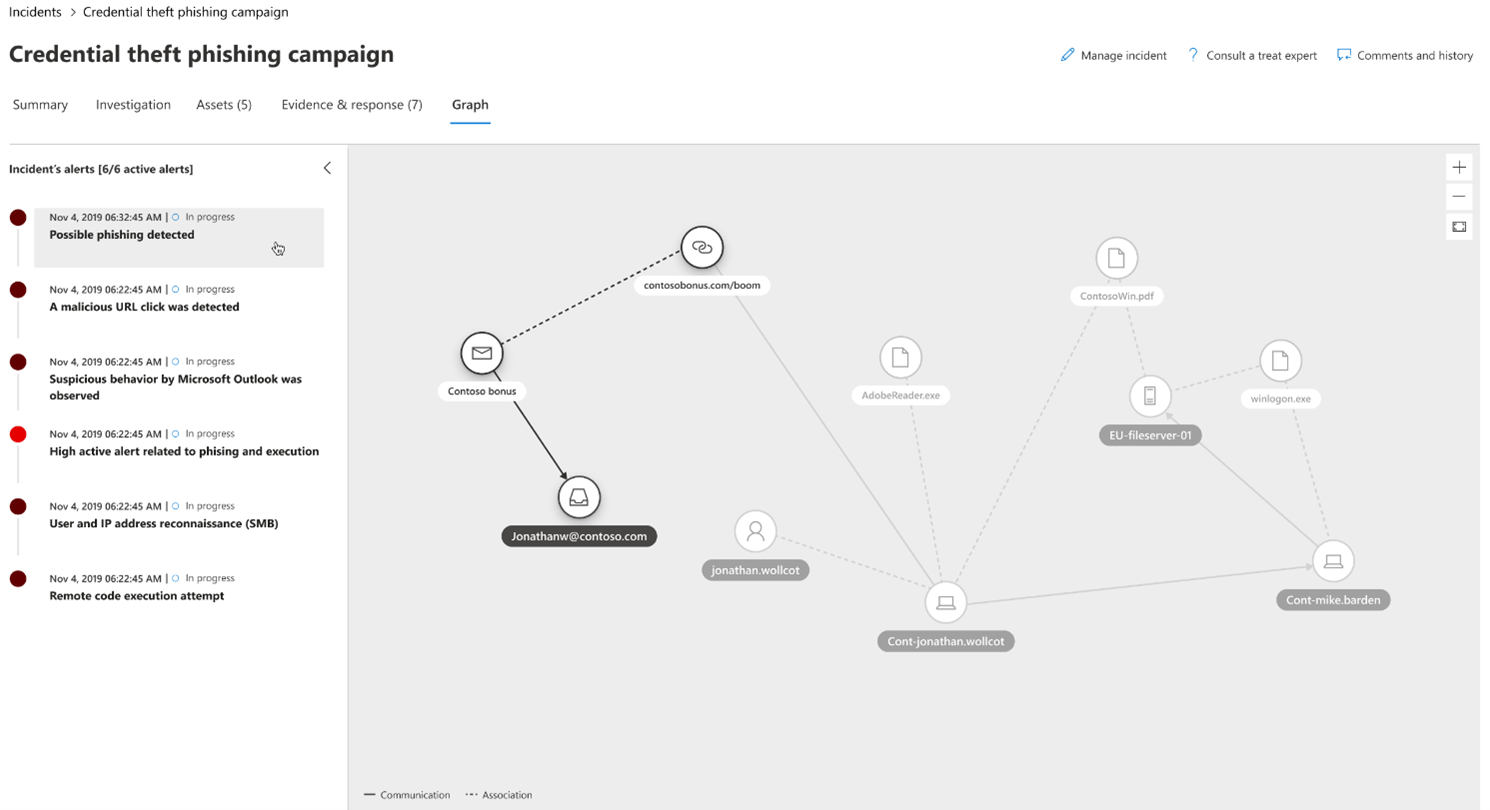 Incidents > Credential theft phishing campaign
Credential theft phishing campaign
Manage incident
? Consult a treat expert
Comments and history
Summary
Investigation
Assets (5)
Evidence & response (7)
Graph
Incident's alerts [6/6 active alerts]
Nov 4, 2019 06:32:45 AM | In progress
Possible phishing detected
Nov 4, 2019 06:22:45 AM | In progress
A malicious URL click was detected
Nov 4, 2019 06:22:45 AM | In progress
Suspicious behavior by Microsoft Outlook was
observed
Nov 4, 2019 06:22:45 AM | In progress
High active alert related to phising and execution
Nov 4, 2019 06:22:45 AM | In progress
User and IP address reconnaissance (SMB)
Nov 4, 2019 06:22:45 AM | In progress
Remote code execution attempt
contosobonus.com/boom
ContosoWin.pdf
Contoso bonus
AdobeReader.exe
winlogon.exe
EU-fileserver-01
Jonathanw@contoso.com
jonathan.wollcot
Cont-mike.barden
Cont-jonathan.wollcot
Communication
Association